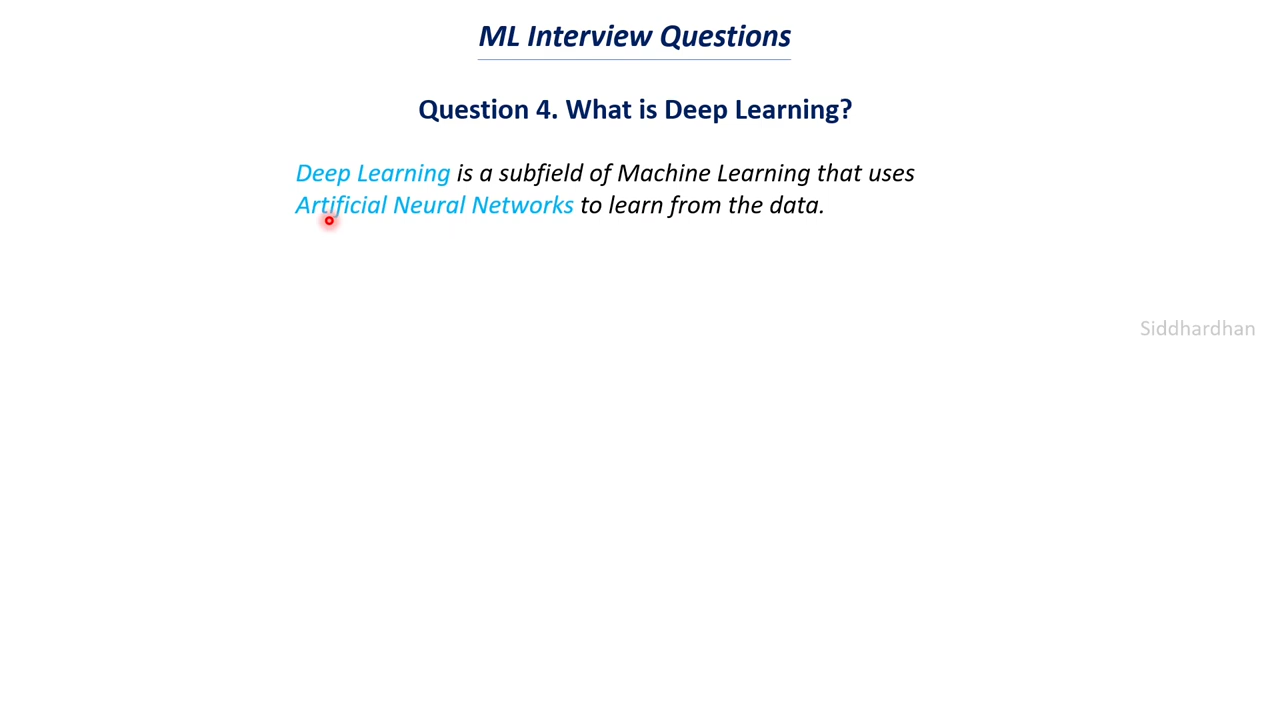 ML Interview Questions
Question 4. What is Deep Learning?
Deep Learning is a subfield of Machine Learning that uses
Artificial Neural Networks to learn from the data.
Siddhardhan